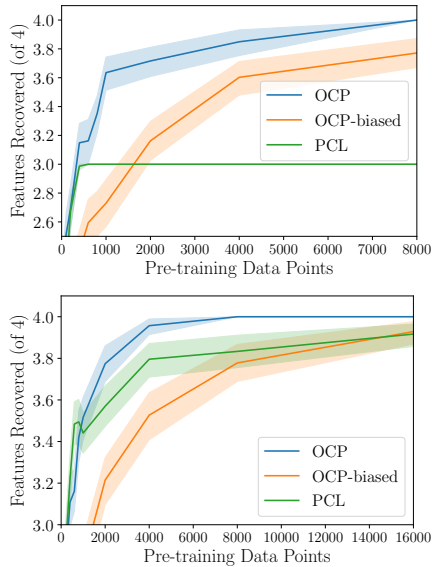 Features Recovered (of 4)
4.0
3.8
3.6
3.4
3.2
3.0
2.8
2.6
OCP
OCP-biased
PCL
0 1000 2000 3000 4000 5000 6000 7000 8000
Pre-training Data Points
Features Recovered (of 4)
4.0
3.8
3.6
3.4
3.2
3.0
OCP
OCP-biased
PCL
0 2000 4000 6000 8000 10000 12000 14000 16000
Pre-training Data Points